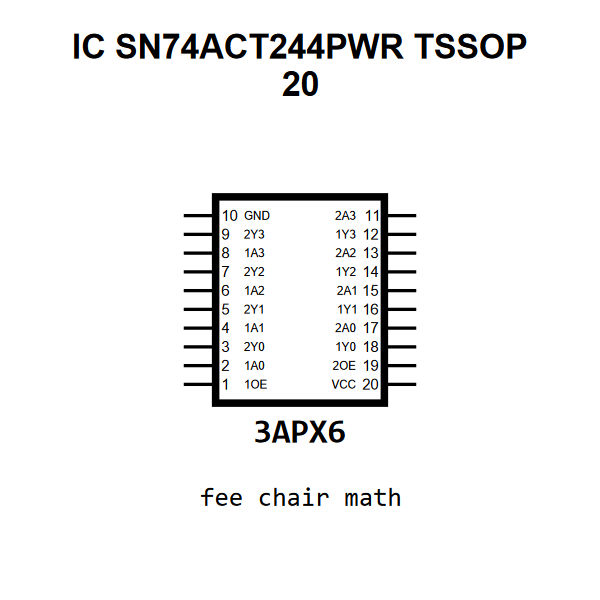 IC SN74ACT244PWR TSSOP
20
10 GND 2A3 11
9 2Y3 1Y3 12
8 1A3 2A2 13
7 2Y2 1Y2 14
6 1A2 2A1 15
5 2Y1 1Y1 16
4 1A1 2A0 17
3 2Y0 1Y0 18
2 1A0 2OE 19
1 1OE VCC 20
3APX6
fee chair math